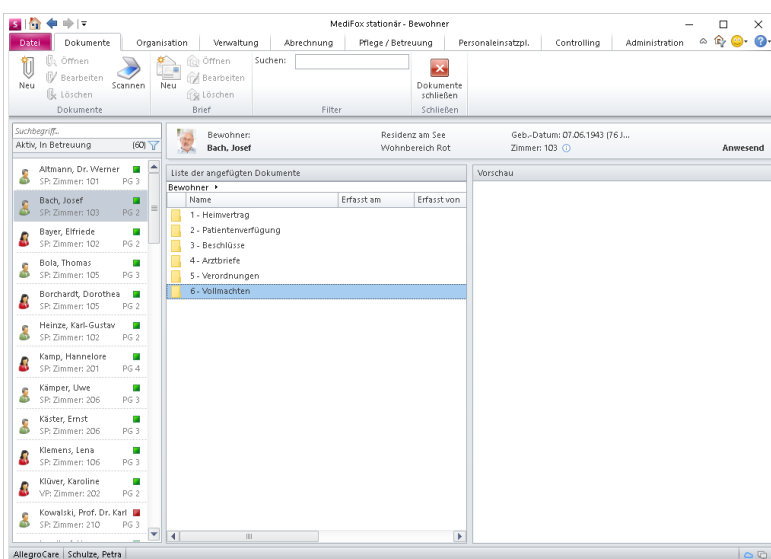 MediFox stationär - Bewohner
Datei Dokumente Organisation Verwaltung Abrechnung Pflege / Betreuung Personaleinsatzpl. Controlling Administration
Neu Öffnen Bearbeiten Löschen Scannen
Dokumente
Neu Öffnen Bearbeiten Löschen
Brief
Suchen:
Filter
Dokumente schließen
Schließen
Suchbegriff...
Aktiv, In Betreuung (60)
Bewohner: Residenz am See Geb.-Datum: 07.06.1943 (76 J...
Bach, Josef Wohnbereich Rot Zimmer: 103 Anwesend
Altmann, Dr. Werner
SP: Zimmer: 101 PG 3
Bach, Josef
SP: Zimmer: 103 PG 2
Bayer, Elfriede
SP: Zimmer: 102 PG 2
Bola, Thomas
SP: Zimmer: 105 PG 3
Borchardt, Dorothea
SP: Zimmer: 105 PG 2
Heinze, Karl-Gustav
SP: Zimmer: 102 PG 2
Kamp, Hannelore
SP: Zimmer: 201 PG 4
Kämper, Uwe
SP: Zimmer: 206 PG 3
Käster, Ernst
SP: Zimmer: 206 PG 3
Klemens, Lena
SP: Zimmer: 106 PG 3
Klüver, Karoline
VP: Zimmer: 202 PG 2
Kowalski, Prof. Dr. Karl
SP: Zimmer: 210 PG 3
Liste der angefügten Dokumente
Bewohner
Name Erfasst am Erfasst von
1 - Heimvertrag
2 - Patientenverfügung
3 - Beschlüsse
4 - Arztbriefe
5 - Verordnungen
6 - Vollmachten
Vorschau
AllegroCare Schulze, Petra